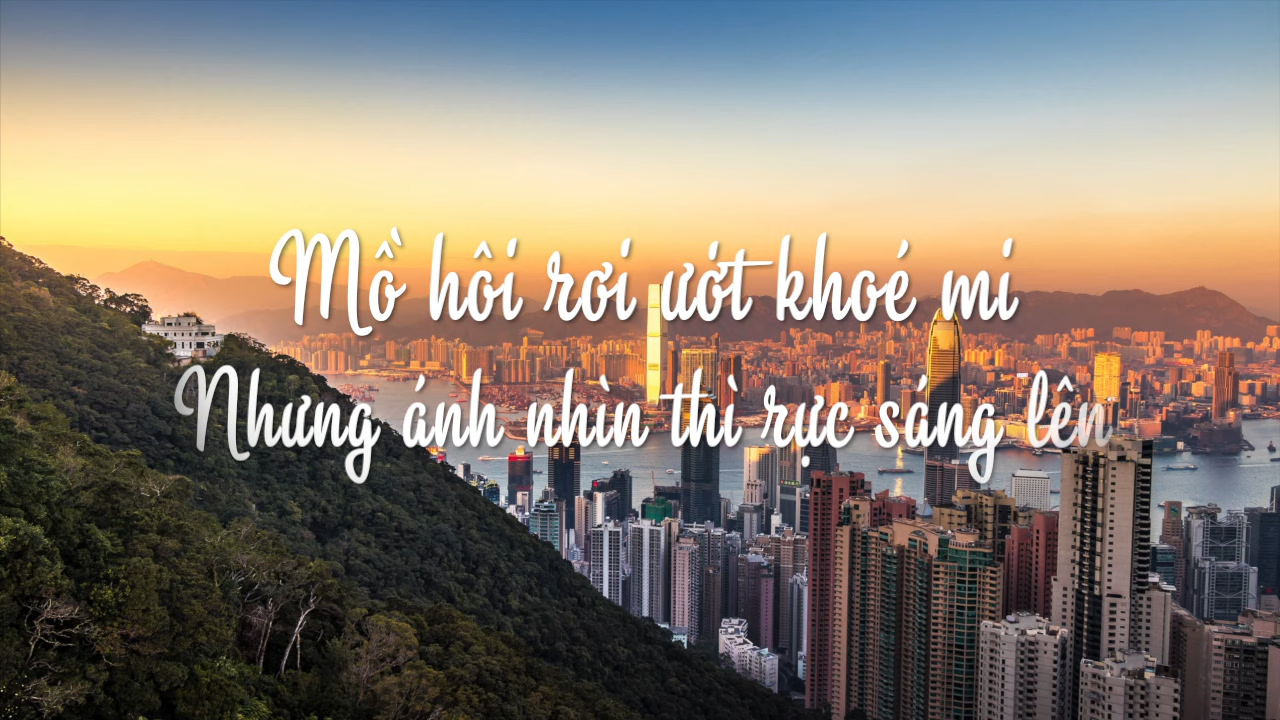 Mồ hôi rơi ướt khoé mi
Nhưng ánh nhìn thì rực sáng lên